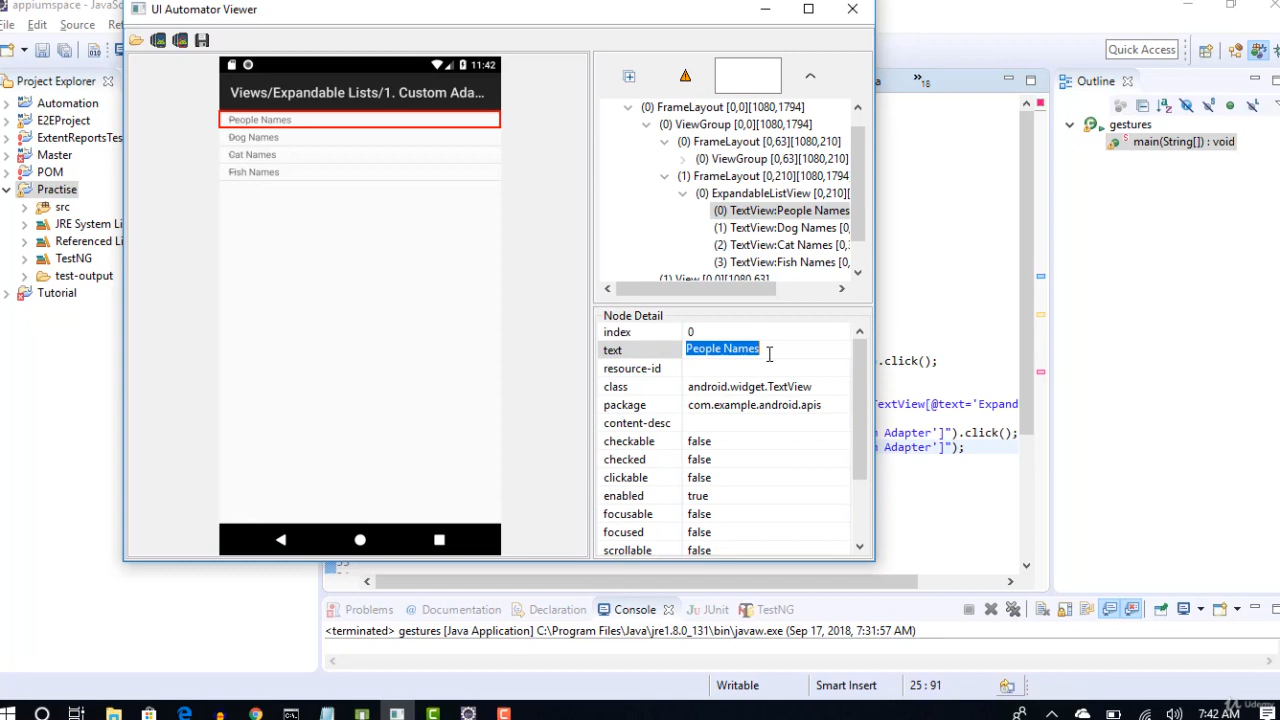 appiumspace - JavaSc
File Edit Source
Quick Access
Project Explorer
Automation
E2EProject
ExtentReportsTes
Master
POM
Practise
src
JRE System Li
Referenced Li
TestNG
test-output
Tutorial
UI Automator Viewer
11:42
Views/Expandable Lists/1. Custom Ada...
People Names
Dog Names
Cat Names
Fish Names
(0) FrameLayout [0,0][1080,1794]
(0) ViewGroup [0,0][1080,1794]
(0) FrameLayout [0,63][1080,210]
(0) ViewGroup [0,63][1080,210]
(1) FrameLayout [0,210][1080,1794
(0) ExpandableListView [0,210][
(0) TextView:People Names
(1) TextView:Dog Names [0,
(2) TextView:Cat Names [0,
(3) TextView:Fish Names [0,
(1) View [0,0][1080,63]
Node Detail
index 0
text People Names
resource-id
class android.widget.TextView
package com.example.android.apis
content-desc
checkable false
checked false
clickable false
enabled true
focusable false
focused false
scrollable false
18
.click();
TextView[@text='Expand
m Adapter']").click();
m Adapter']");
Outline
gestures
main(String[]) : void
Problems @ Documentation Declaration Console JUnit TestNG
<terminated> gestures [Java Application] C:\Program Files\Java\jre1.8.0_131\bin\javaw.exe (Sep 17, 2018, 7:31:57 AM)
Writable Smart Insert 25 : 91
7:42 AM
Udemy